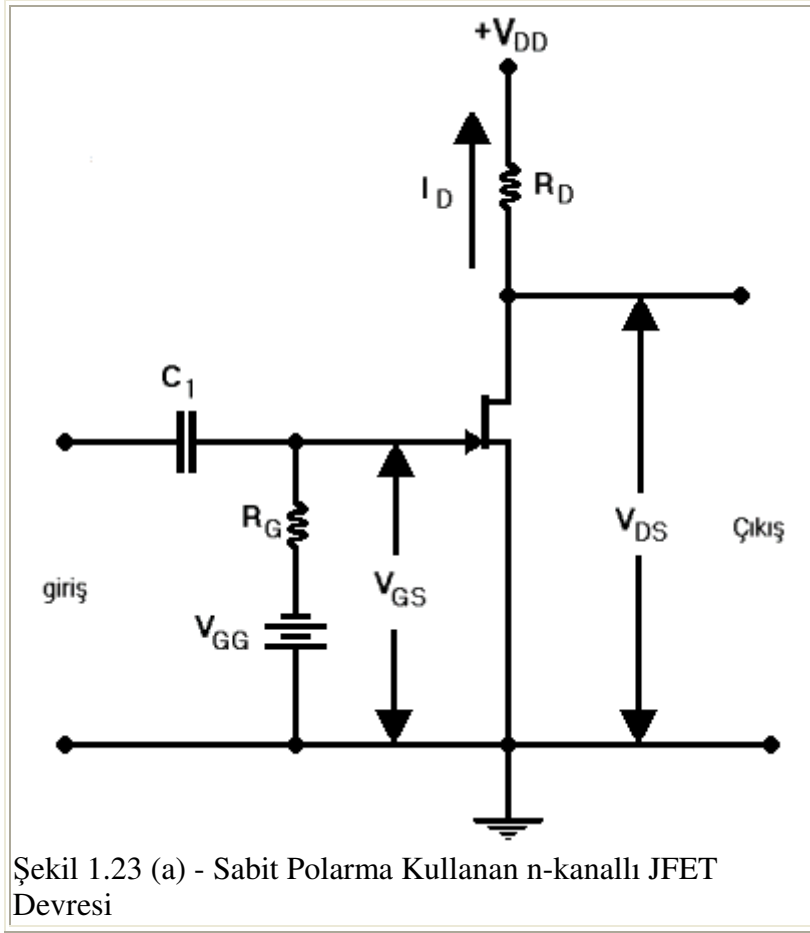 +VDD
ID
RD
C1
RG
VGS
VDS
Çıkış
giriş
VGG
Şekil 1.23 (a) - Sabit Polarma Kullanan n-kanallı JFET
Devresi